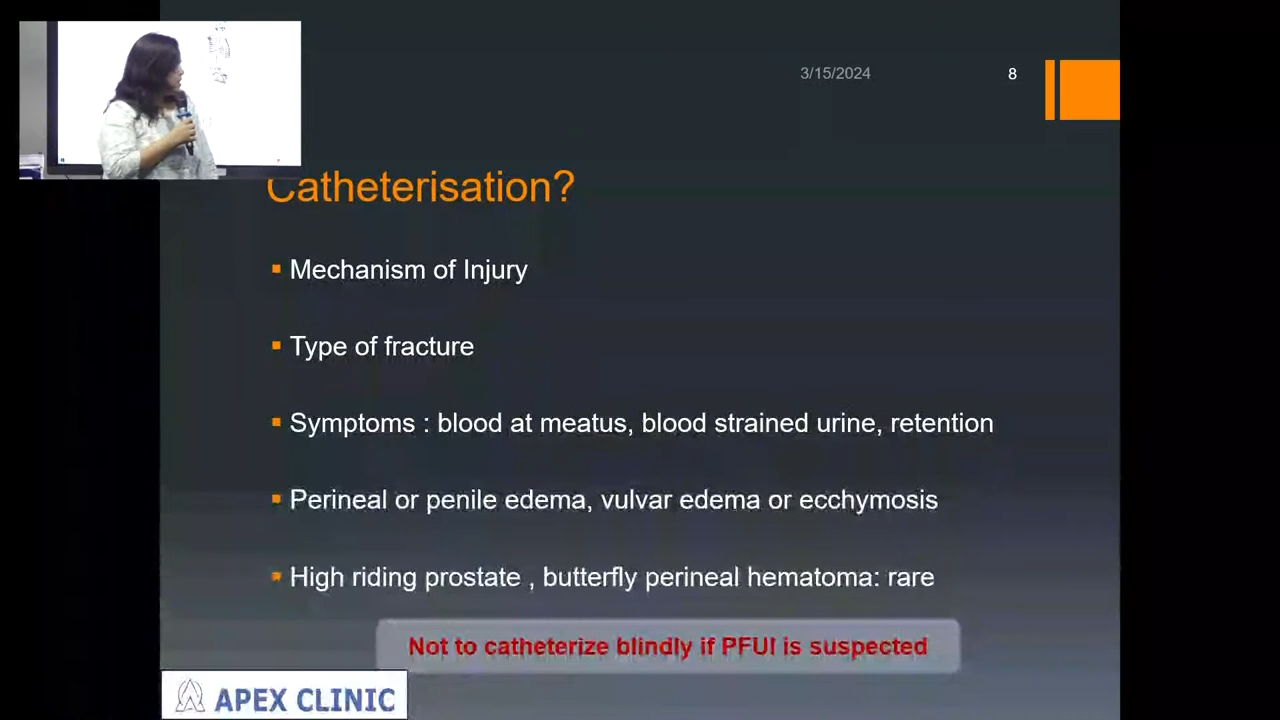 3/15/2024
8
Catheterisation?
Mechanism of Injury
Type of fracture
Symptoms : blood at meatus, blood strained urine, retention
Perineal or penile edema, vulvar edema or ecchymosis
High riding prostate , butterfly perineal hematoma: rare
Not to catheterize blindly if PFUI is suspected
APEX CLINIC